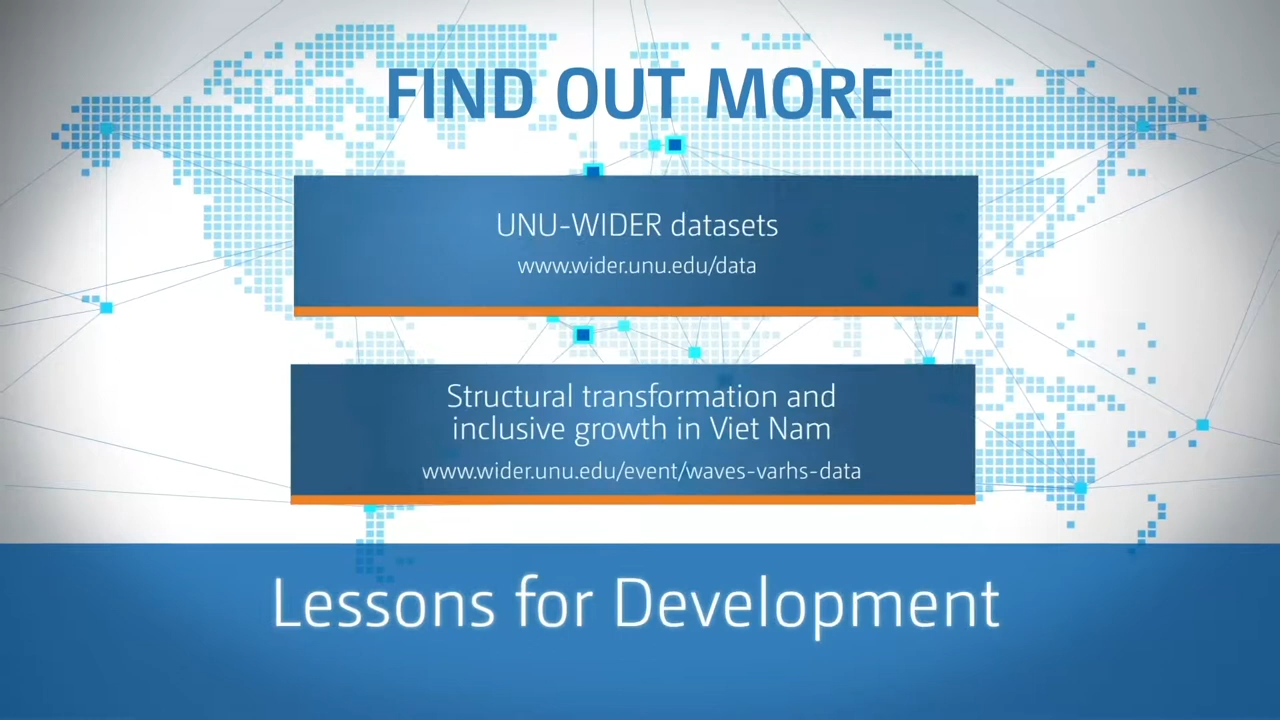 FIND OUT MORE
UNU-WIDER datasets
www.wider.unu.edu/data
Structural transformation and
inclusive growth in Viet Nam
www.wider.unu.edu/event/waves-varhs-data
Lessons for Development